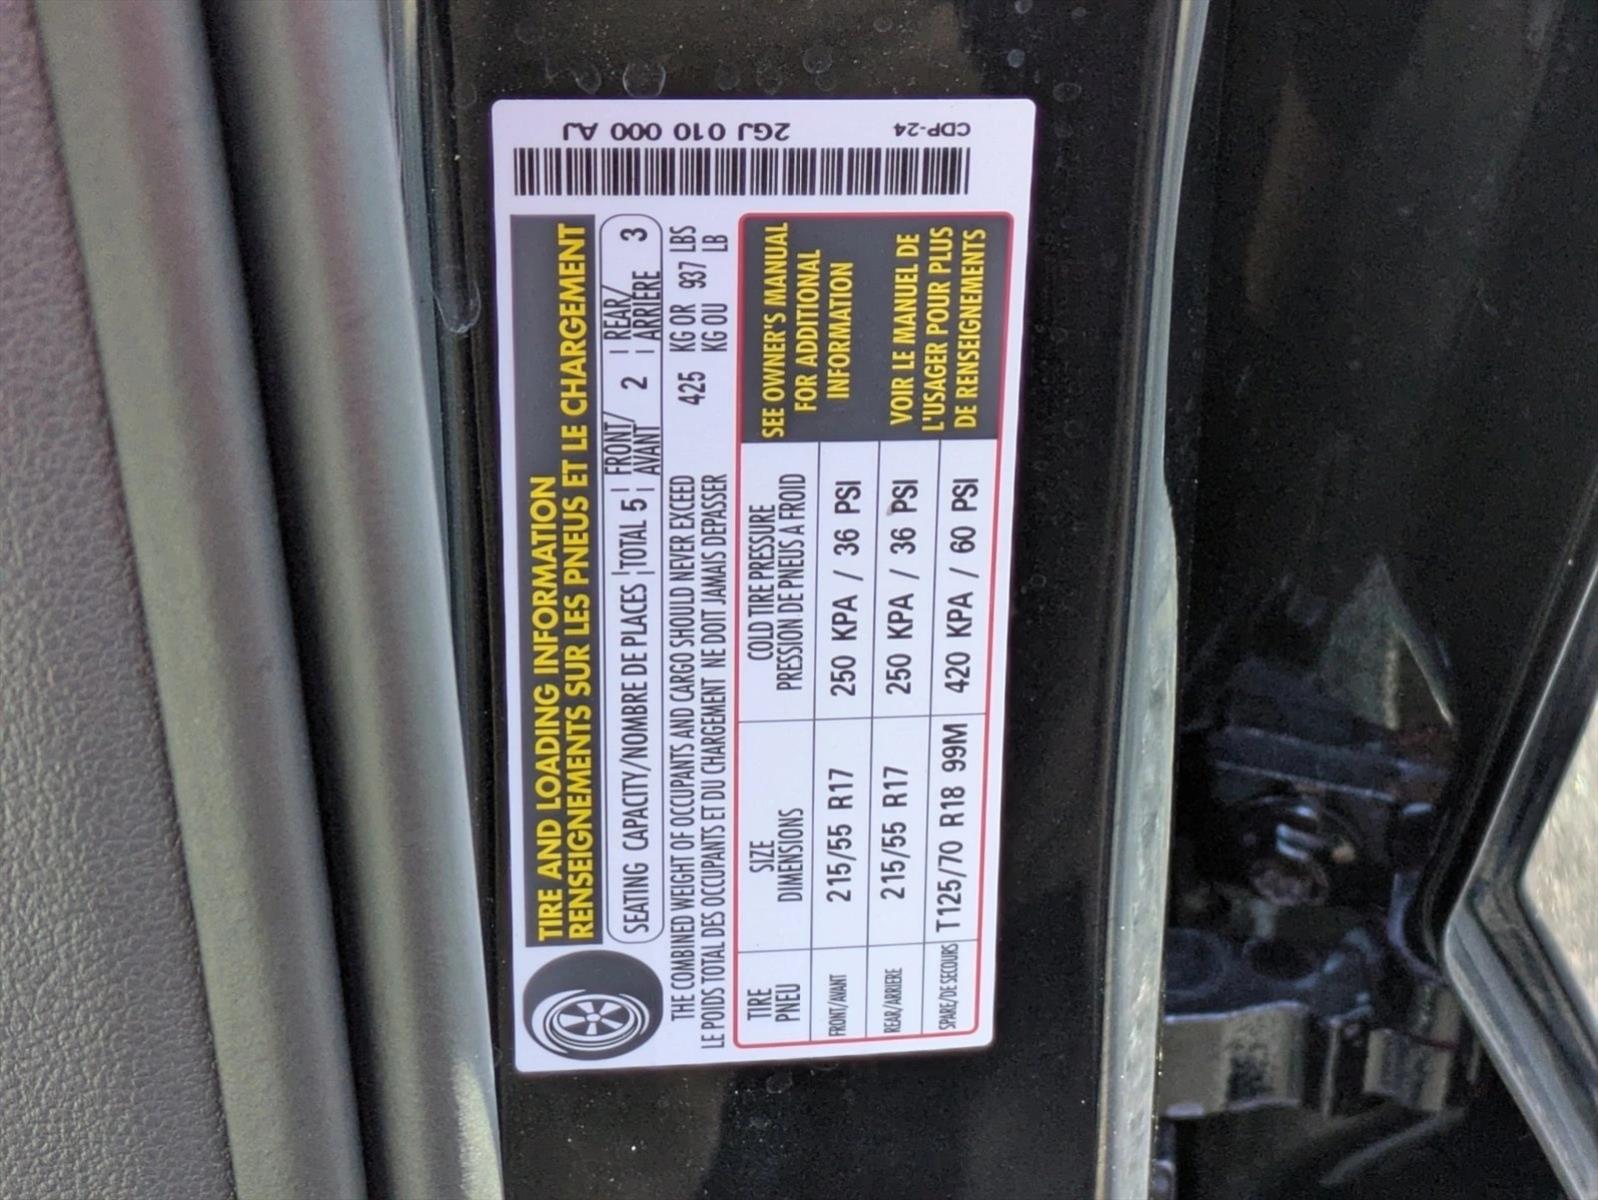 TIRE AND LOADING INFORMATION
RENSEIGNEMENTS SUR LES PNEUS ET LE CHARGEMENT
SEATING CAPACITY/NOMBRE DE PLACES | TOTAL 5 | FRONT/AVANT 2 | REAR/ARRIÈRE 3
THE COMBINED WEIGHT OF OCCUPANTS AND CARGO SHOULD NEVER EXCEED 425 KG OR 937 LBS
LE POIDS TOTAL DES OCCUPANTS ET DU CHARGEMENT NE DOIT JAMAIS DEPASSER KG OU LB
TIRE SIZE COLD TIRE PRESSURE
PNEU DIMENSIONS PRESSION DE PNEUS A FROID
FRONT/AVANT 215/55 R17 250 KPA / 36 PSI
REAR/ARRIERE 215/55 R17 250 KPA / 36 PSI
SPARE/DE SECOURS T125/70 R18 99M 420 KPA / 60 PSI
SEE OWNER'S MANUAL
FOR ADDITIONAL
INFORMATION
VOIR LE MANUEL DE
L'USAGER POUR PLUS
DE RENSEIGNEMENTS
CDP-24 2GJ 010 000 AJ